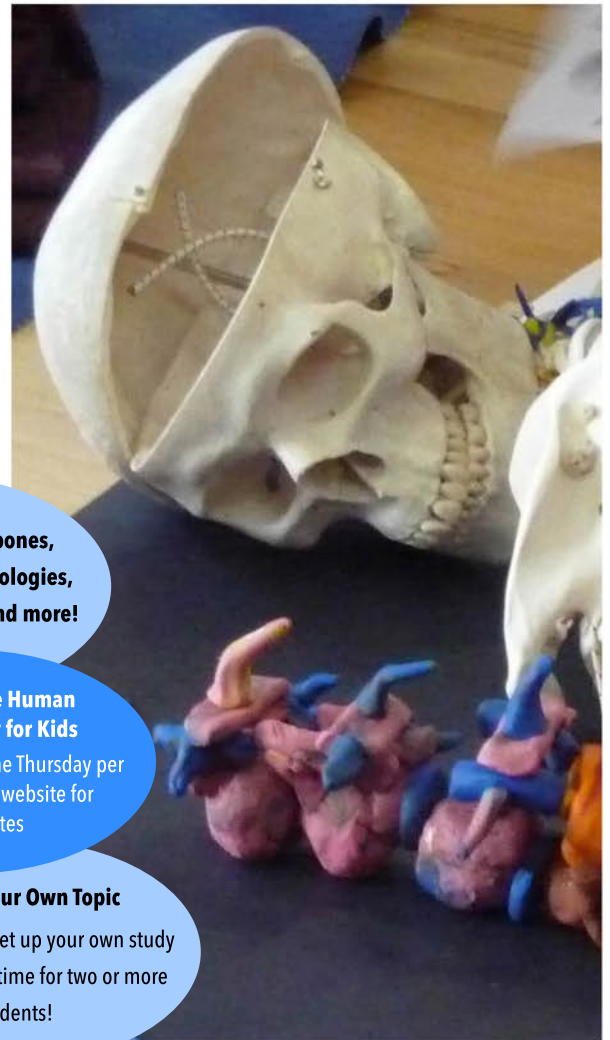 bones,
ologies,
nd more!
e Human
for Kids
ne Thursday per
website for
tes
ur Own Topic
et up your own study
time for two or more
dents!